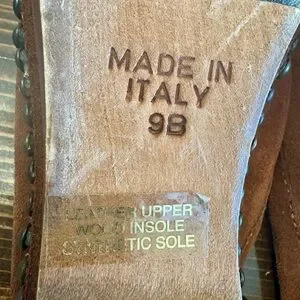 MADE IN
ITALY
9B
LEATHER UPPER
WOOD INSOLE
SYNTHETIC SOLE